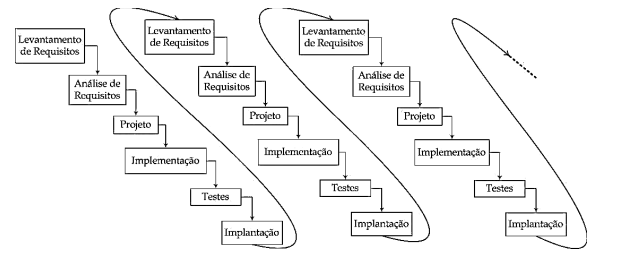 Levantamento
de Requisitos
Análise de
Requisitos
Projeto
Implementação
Testes
Implantação
Levantamento
de Requisitos
Análise de
Requisitos
Projeto
Implementação
Testes
Implantação
Levantamento
de Requisitos
Análise de
Requisitos
Projeto
Implementação
Testes
Implantação